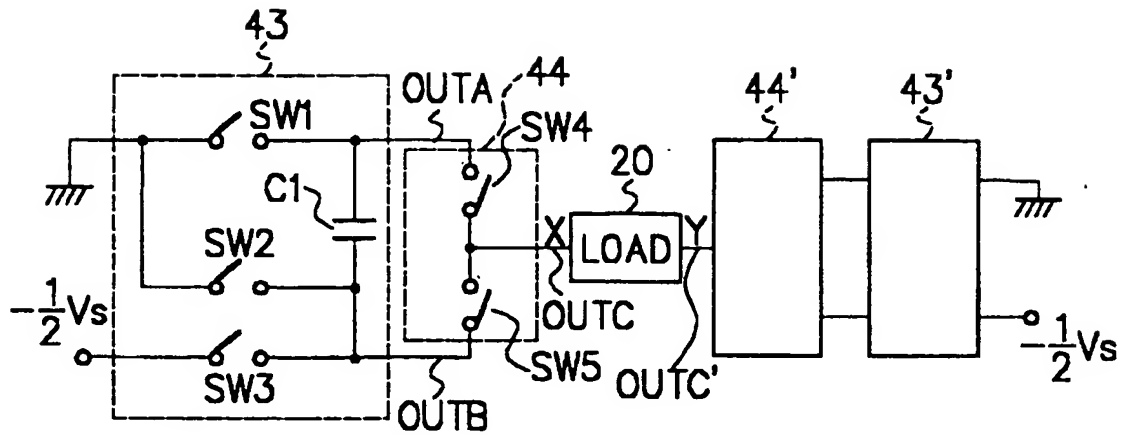 43
44
44'
43'
OUTA
SW1
SW4
C1
20
SW2
X
LOAD
Y
-1/2Vs
OUTC
SW3
SW5
OUTC'
-1/2Vs
OUTB